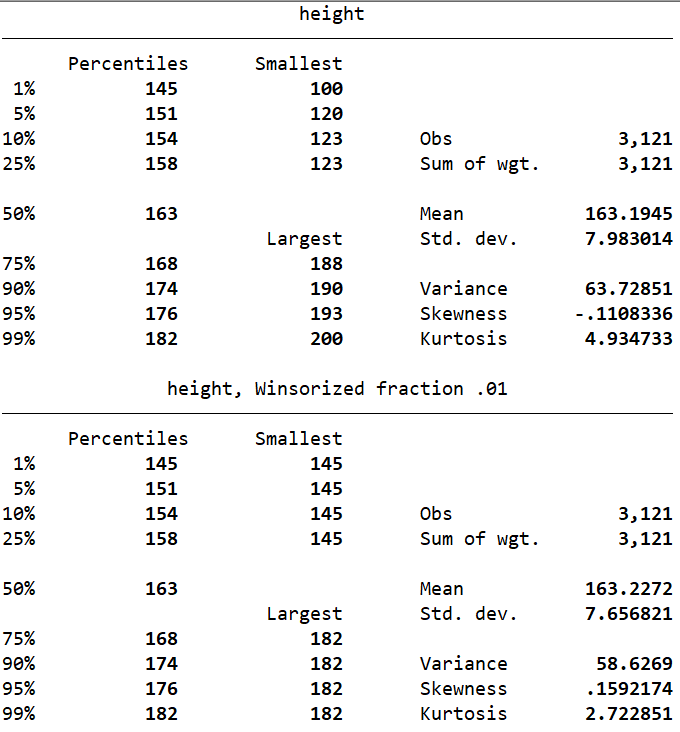 height
Percentiles Smallest
1% 145 100
5% 151 120
10% 154 123 Obs 3,121
25% 158 123 Sum of wgt. 3,121
50% 163 Mean 163.1945
Largest Std. dev. 7.983014
75% 168 188
90% 174 190 Variance 63.72851
95% 176 193 Skewness -.1108336
99% 182 200 Kurtosis 4.934733
height, Winsorized fraction .01
Percentiles Smallest
1% 145 145
5% 151 145
10% 154 145 Obs 3,121
25% 158 145 Sum of wgt. 3,121
50% 163 Mean 163.2272
Largest Std. dev. 7.656821
75% 168 182
90% 174 182 Variance 58.6269
95% 176 182 Skewness .1592174
99% 182 182 Kurtosis 2.722851